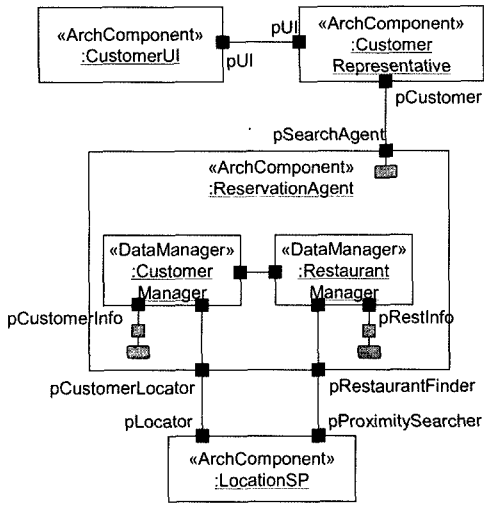 pUI
«ArchComponent»
:CustomerUI
pUI
«ArchComponent»
:Customer
Representative
pCustomer
pSearchAgent
«ArchComponent»
:ReservationAgent
«DataManager»
:Customer
Manager
«DataManager»
:Restaurant
Manager
pCustomerInfo
pRestInfo
pCustomerLocator
pRestaurantFinder
pLocator
pProximitySearcher
«ArchComponent»
:LocationSP